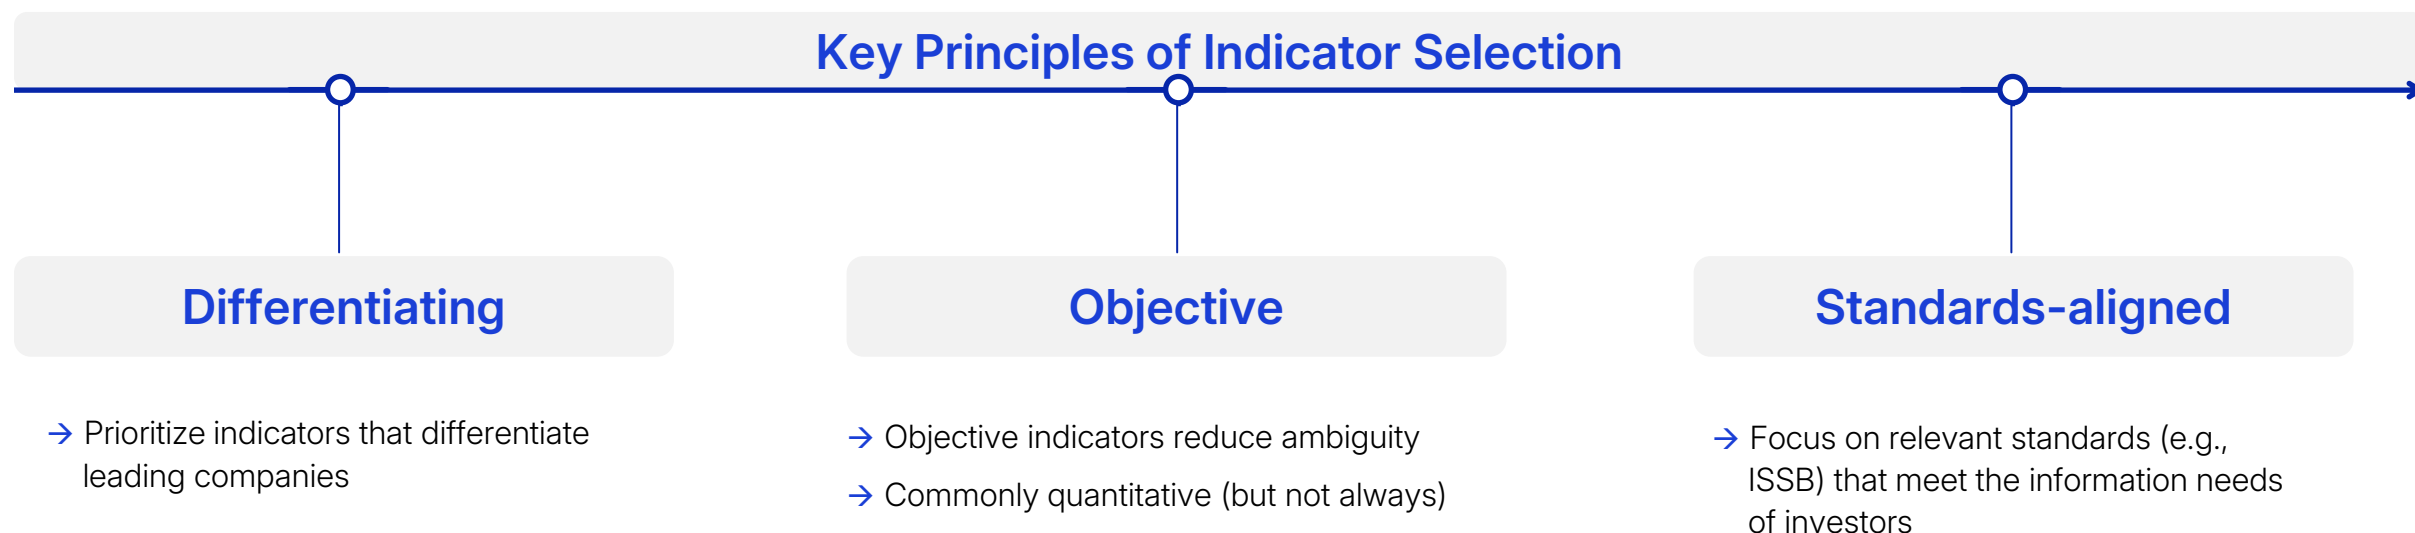 Key Principles of Indicator Selection
Differentiating
→ Prioritize indicators that differentiate
leading companies
Objective
→ Objective indicators reduce ambiguity
→ Commonly quantitative (but not always)
Standards-aligned
→ Focus on relevant standards (e.g.,
ISSB) that meet the information needs
of investors